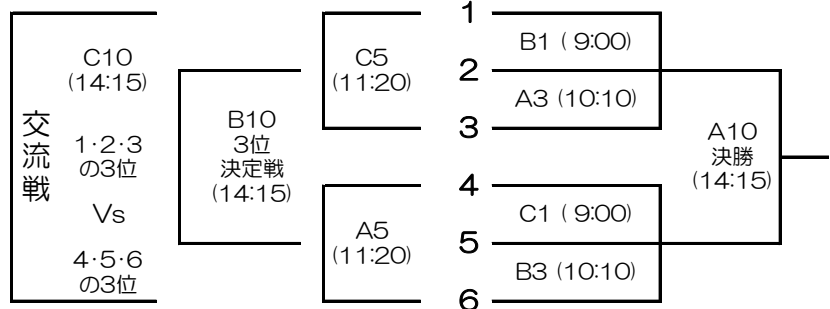 交流戦
C10
(14:15)
1・2・3
の3位
Vs
4・5・6
の3位
B10
3位
決定戦
(14:15)
C5
(11:20)
A5
(11:20)
1
2
3
4
5
6
B1 ( 9:00)
A3 (10:10)
C1 ( 9:00)
B3 (10:10)
A10
決勝
(14:15)